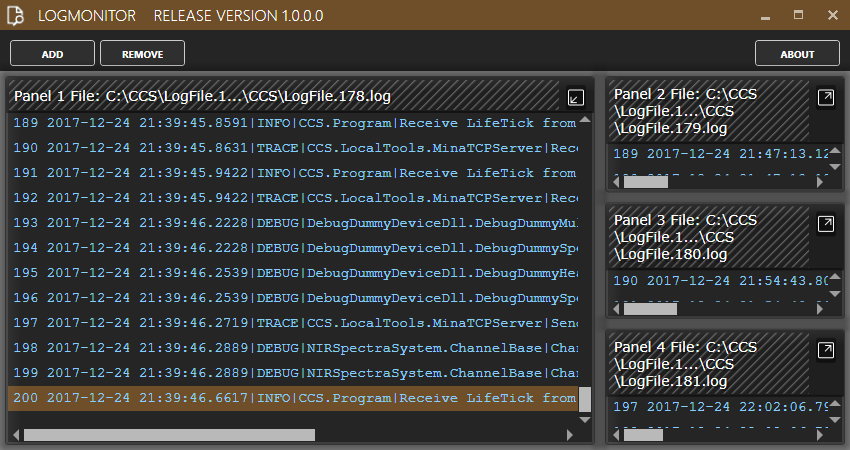 LOGMONITOR RELEASE VERSION 1.0.0.0
ADD REMOVE ABOUT
Panel 1 File: C:\CCS\LogFile.1...\CCS\LogFile.178.log
189 2017-12-24 21:39:45.8591|INFO|CCS.Program|Receive LifeTick from
190 2017-12-24 21:39:45.8631|TRACE|CCS.LocalTools.MinaTCPServer|Rece
191 2017-12-24 21:39:45.9422|INFO|CCS.Program|Receive LifeTick from
192 2017-12-24 21:39:45.9422|TRACE|CCS.LocalTools.MinaTCPServer|Rece
193 2017-12-24 21:39:46.2228|DEBUG|DebugDummyDeviceDll.DebugDummyMul
194 2017-12-24 21:39:46.2228|DEBUG|DebugDummyDeviceDll.DebugDummySpe
195 2017-12-24 21:39:46.2539|DEBUG|DebugDummyDeviceDll.DebugDummyHea
196 2017-12-24 21:39:46.2539|DEBUG|DebugDummyDeviceDll.DebugDummySpe
197 2017-12-24 21:39:46.2719|TRACE|CCS.LocalTools.MinaTCPServer|Send
198 2017-12-24 21:39:46.2889|DEBUG|NIRSpectraSystem.ChannelBase|Chan
199 2017-12-24 21:39:46.2889|DEBUG|NIRSpectraSystem.ChannelBase|Chan
200 2017-12-24 21:39:46.6617|INFO|CCS.Program|Receive LifeTick from
Panel 2 File: C:\CCS
\LogFile.1...\CCS
\LogFile.179.log
189 2017-12-24 21:47:13.12
Panel 3 File: C:\CCS
\LogFile.1...\CCS
\LogFile.180.log
190 2017-12-24 21:54:43.80
Panel 4 File: C:\CCS
\LogFile.1...\CCS
\LogFile.181.log
197 2017-12-24 22:02:06.79